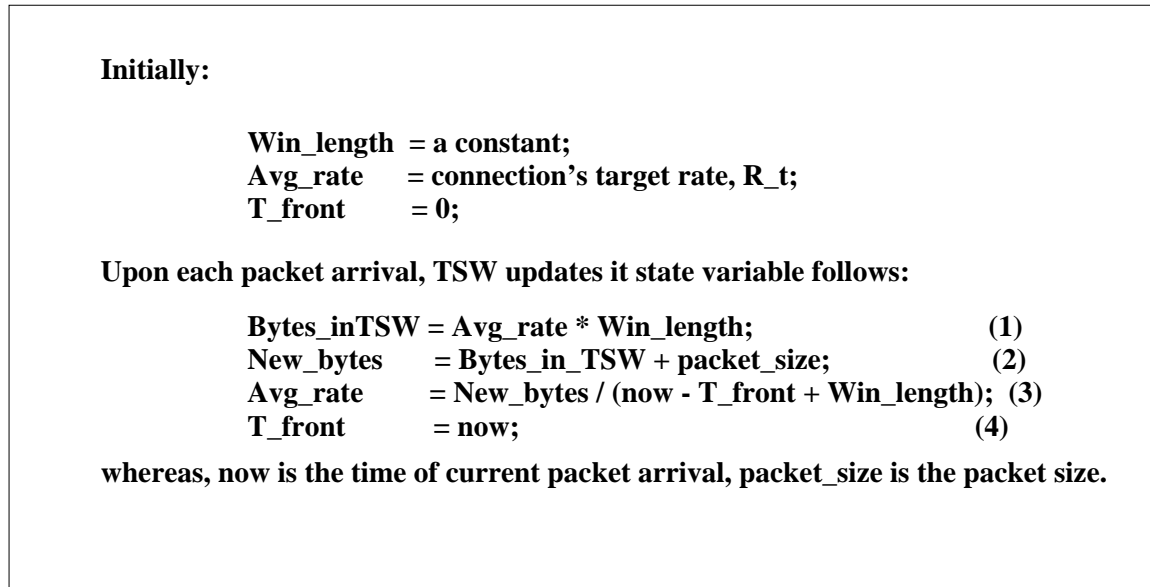 Initially:
Win_length = a constant;
Avg_rate = connection's target rate, R_t;
T_front = 0;
Upon each packet arrival, TSW updates it state variable follows:
Bytes_inTSW = Avg_rate * Win_length; (1)
New_bytes = Bytes_in_TSW + packet_size; (2)
Avg_rate = New_bytes / (now - T_front + Win_length); (3)
T_front = now; (4)
whereas, now is the time of current packet arrival, packet_size is the packet size.